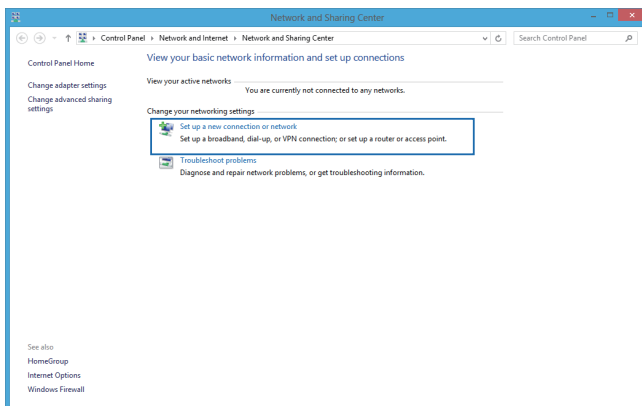 Network and Sharing Center
Control Panel Network and Internet Network and Sharing Center
Search Control Panel
Control Panel Home
Change adapter settings
Change advanced sharing
settings
View your basic network information and set up connections
View your active networks
You are currently not connected to any networks.
Change your networking settings
Set up a new connection or network
Set up a broadband, dial-up, or VPN connection; or set up a router or access point.
Troubleshoot problems
Diagnose and repair network problems, or get troubleshooting information.
See also
HomeGroup
Internet Options
Windows Firewall